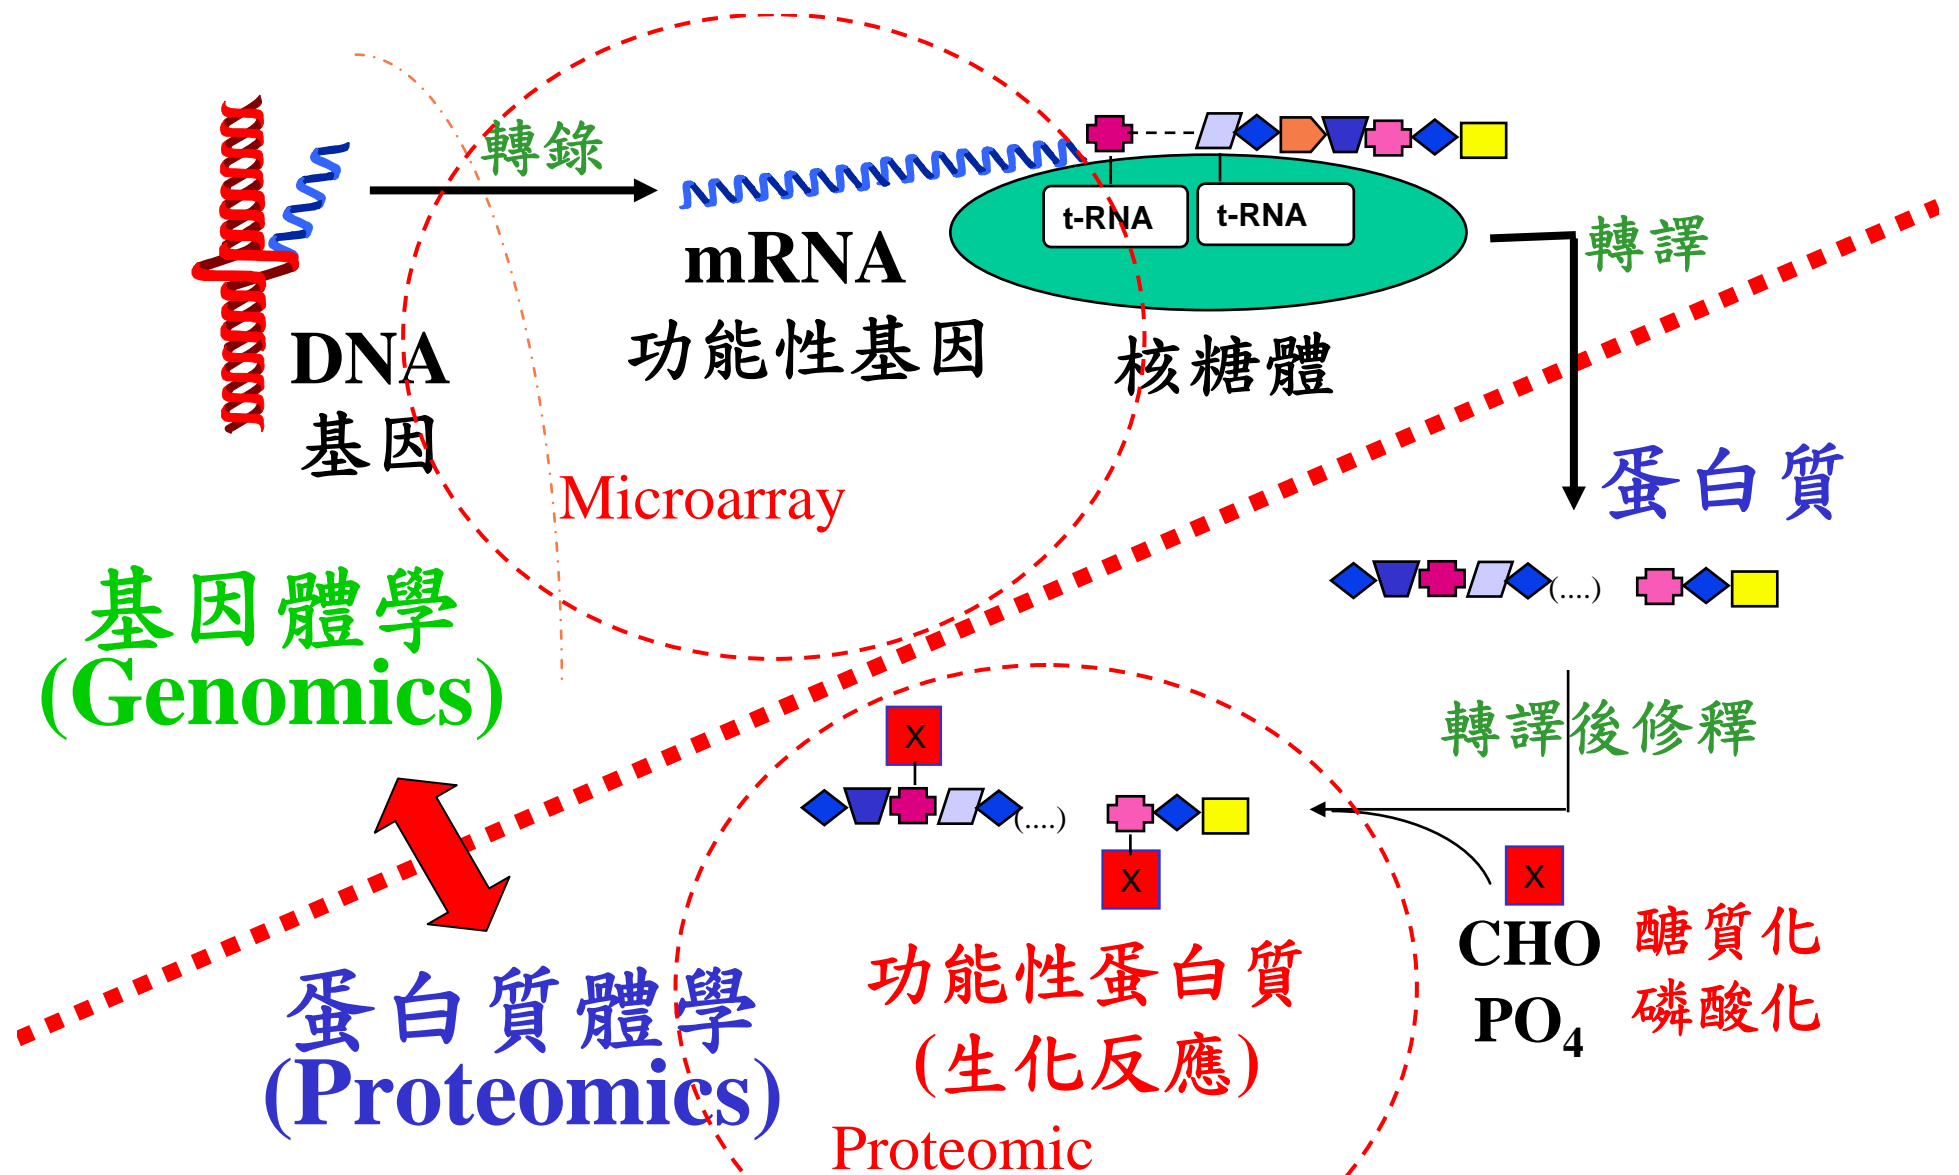 轉錄
t-RNA
t-RNA
mRNA
功能性基因
轉譯
DNA
基因
核糖體
Microarray
蛋白質
基因體學
(Genomics)
(....)
轉譯後修釋
X
(....)
X
X
CHO 醣質化
PO4 磷酸化
功能性蛋白質
(生化反應)
蛋白質體學
(Proteomics)
Proteomic